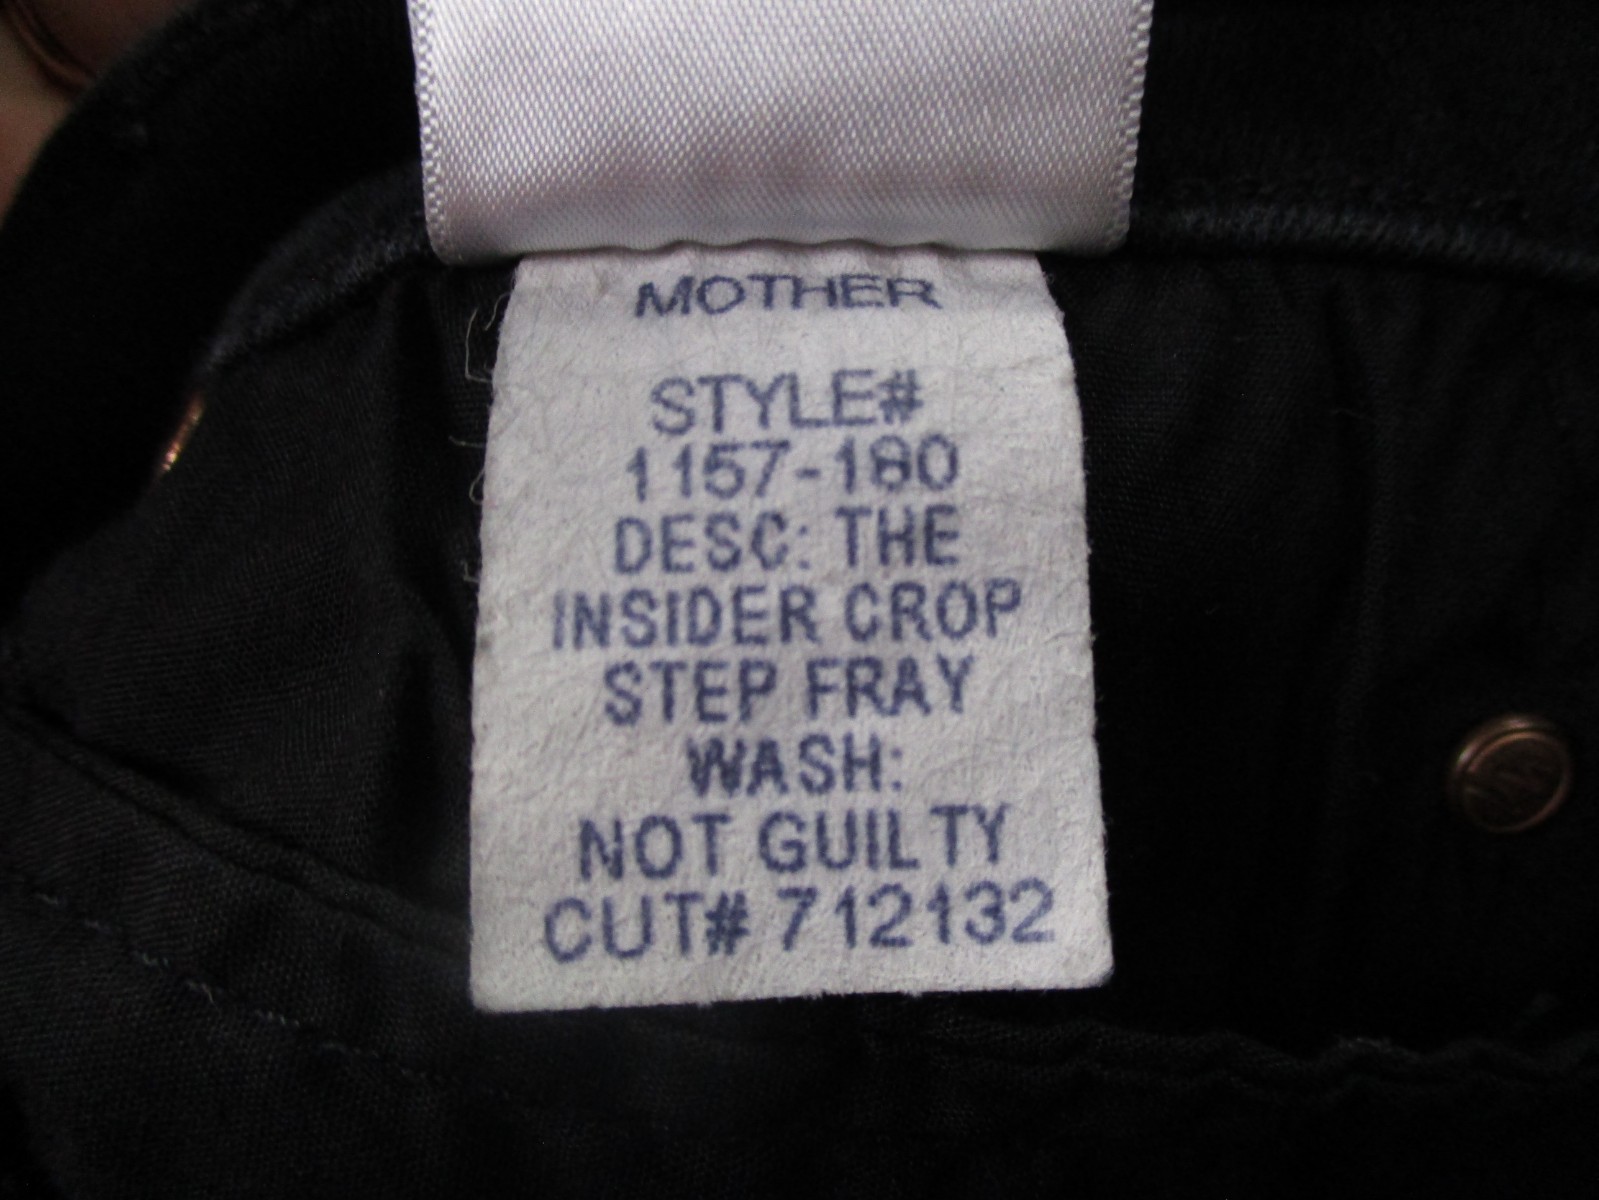 MOTHER
STYLE#
1157-180
DESC: THE
INSIDER CROP
STEP FRAY
WASH:
NOT GUILTY
CUT# 712132